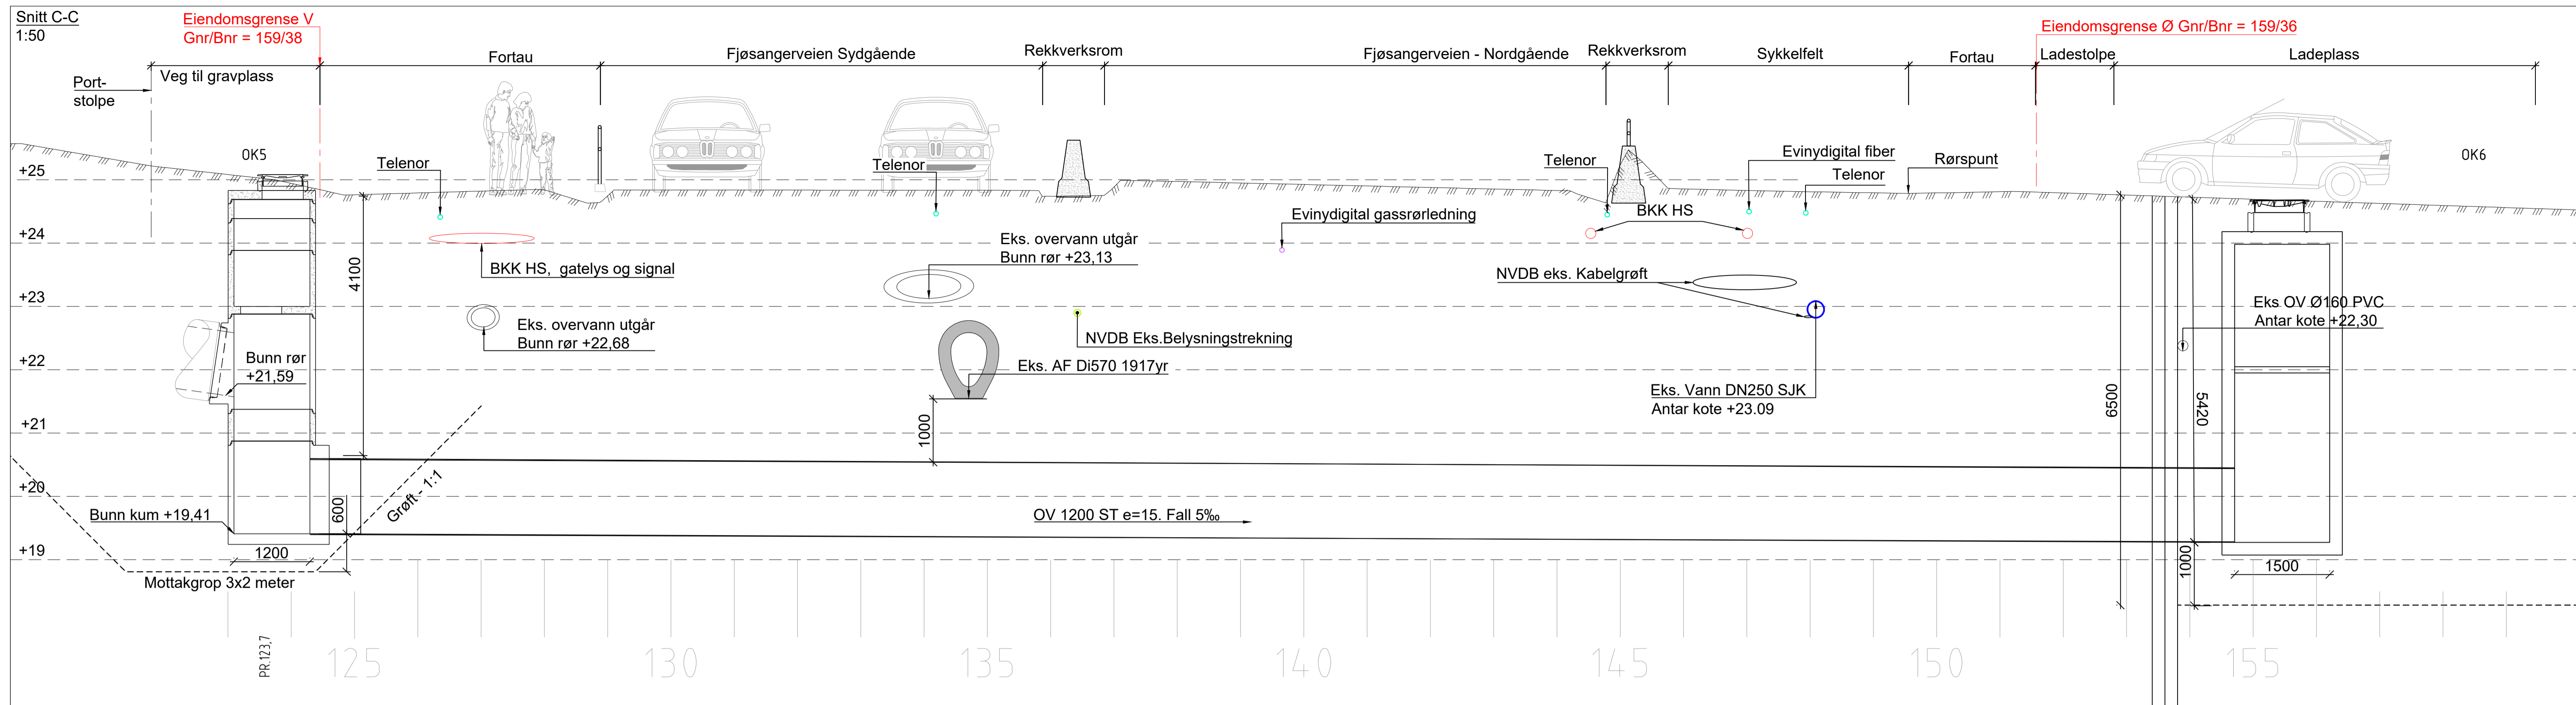 Snitt C-C
1:50
Eiendomsgrense V
Gnr/Bnr = 159/38
Eiendomsgrense Ø Gnr/Bnr = 159/36
Port-
stolpe
Veg til gravplass
Fortau
Fjøsangerveien Sydgående
Rekkverksrom
Fjøsangerveien - Nordgående
Rekkverksrom
Sykkelfelt
Fortau
Ladestolpe
Ladeplass
OK5
OK6
Telenor
Telenor
Telenor
Evinydigital fiber
Telenor
Rørspunt
+25
+24
+23
+22
+21
+20
+19
BKK HS, gatelys og signal
Eks. overvann utgår
Bunn rør +23,13
Evinydigital gassrørledning
BKK HS
NVDB eks. Kabelgrøft
Eks. overvann utgår
Bunn rør +22,68
NVDB Eks.Belysningstrekning
Eks. AF Di570 1917yr
Eks. Vann DN250 SJK
Antar kote +23.09
Eks OV Ø160 PVC
Antar kote +22,30
Bunn rør
+21,59
4100
1000
6500
5420
1000
600
Grøft - 1:1
Bunn kum +19,41
OV 1200 ST e=15. Fall 5‰
1200
1500
Mottakgrop 3x2 meter
PR.123,7
125
130
135
140
145
150
155